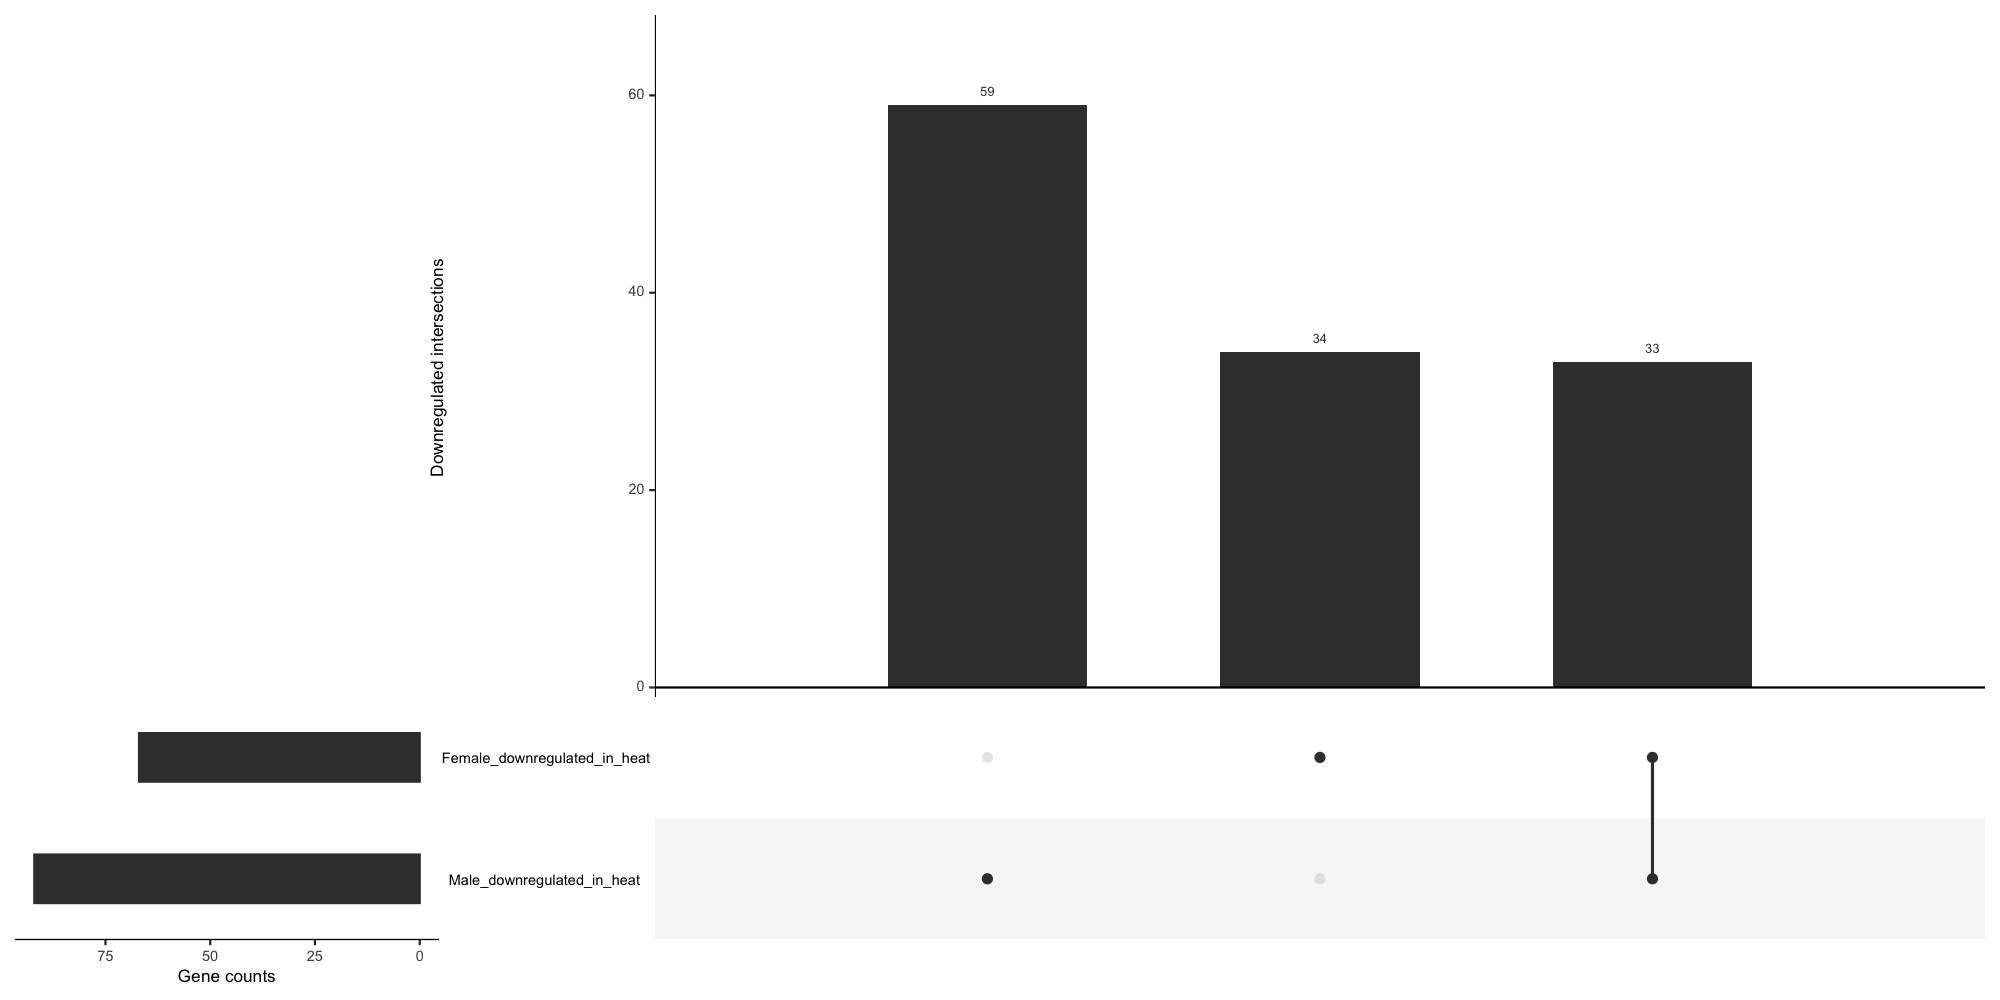 60
40
20
0
Downregulated intersections
59
34
33
Female_downregulated_in_heat
Male_downregulated_in_heat
75 50 25 0
Gene counts